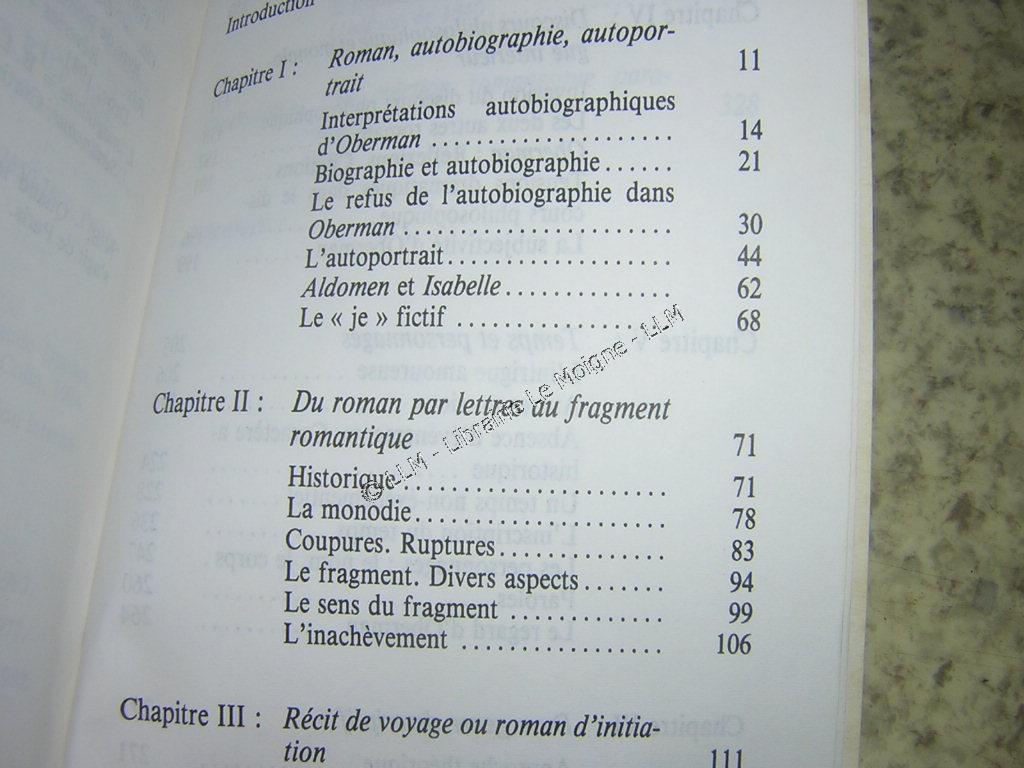 Introduction
Chapitre I : Roman, autobiographie, autopor-
trait 11
Interprétations autobiographiques
d'Oberman .................... 14
Biographie et autobiographie ...... 21
Le refus de l'autobiographie dans
Oberman ...................... 30
L'autoportrait .................. 44
Aldomen et Isabelle .............. 62
Le « je » fictif ................ 68
Chapitre II : Du roman par lettres au fragment
romantique 71
Historique .................... 71
La monodie .................... 78
Coupures. Ruptures .............. 83
Le fragment. Divers aspects ....... 94
Le sens du fragment ............ 99
L'inachèvement ................ 106
Chapitre III : Récit de voyage ou roman d'initia-
tion 111
© LLM - Librairie Le Moigne - LLM